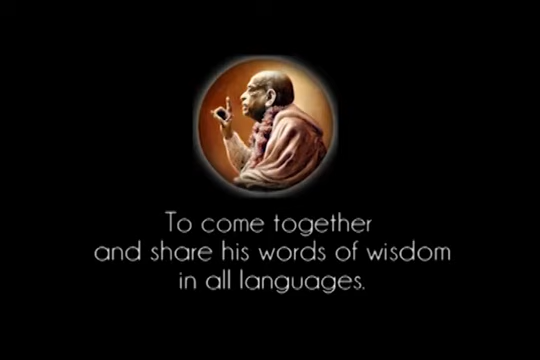 To come together
and share his words of wisdom
in all languages.